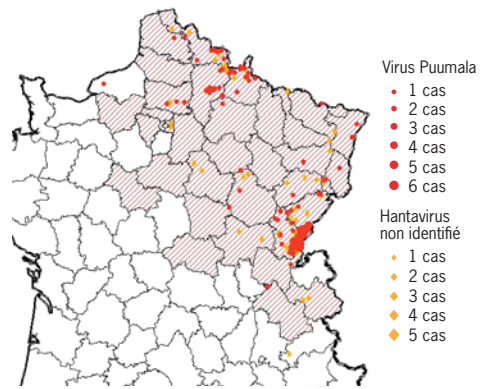 Virus Puumala
1 cas
2 cas
3 cas
4 cas
5 cas
6 cas
Hantavirus
non identifié
1 cas
2 cas
3 cas
4 cas
5 cas